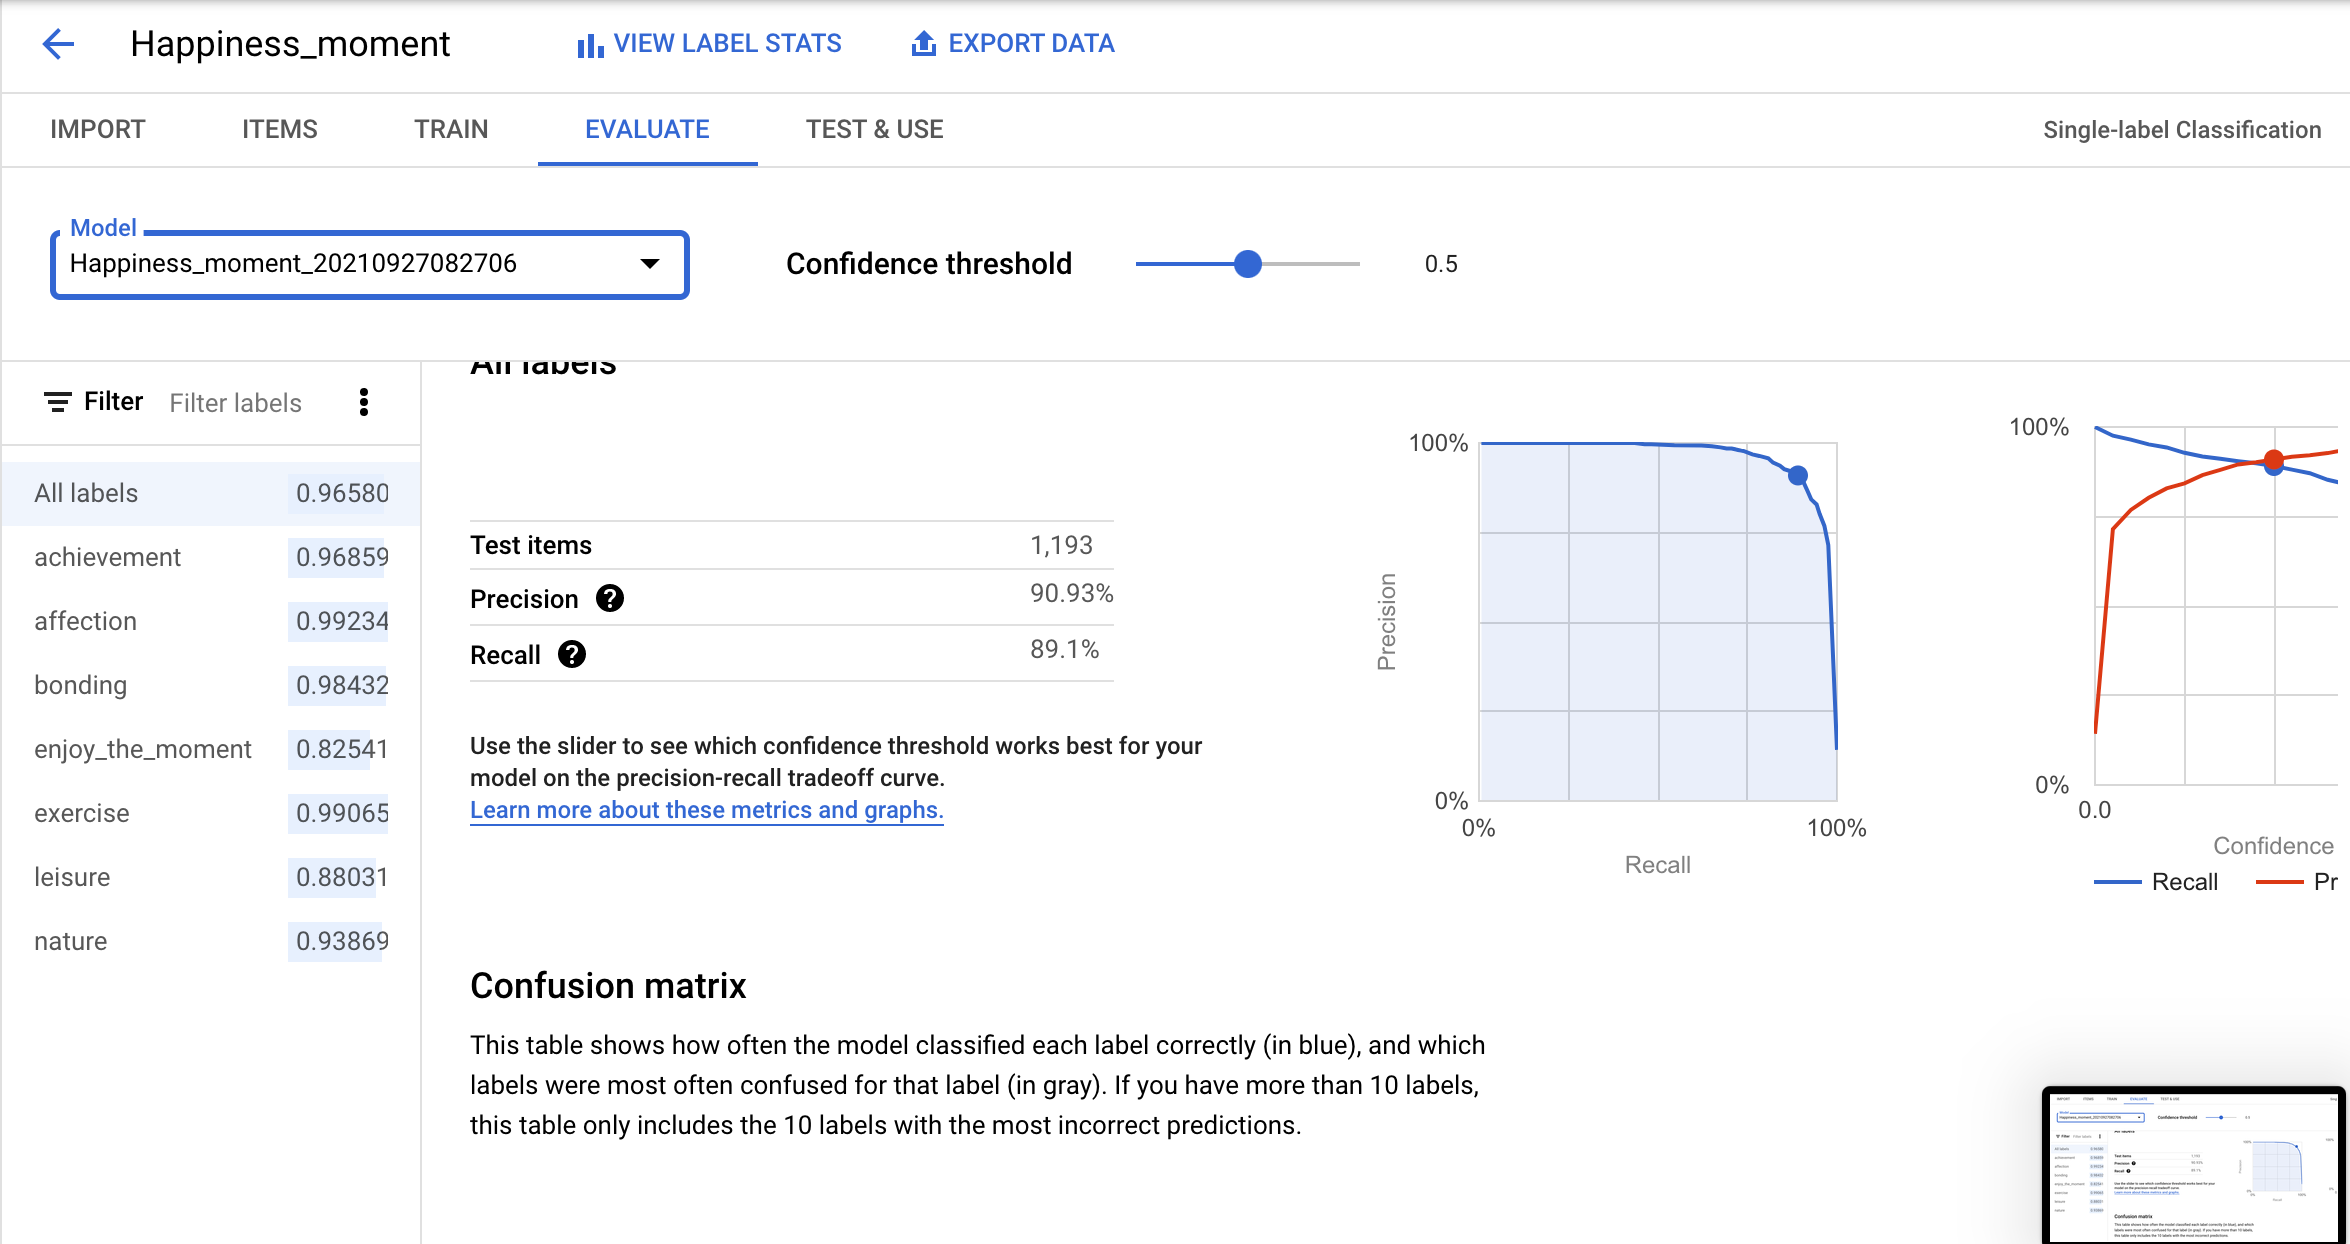 Happiness_moment
VIEW LABEL STATS
EXPORT DATA
IMPORT
ITEMS
TRAIN
EVALUATE
TEST & USE
Single-label Classification
Model
Happiness_moment_20210927082706
Confidence threshold
0.5
Filter
Filter labels
All labels 0.96580
achievement 0.96859
affection 0.99234
bonding 0.98432
enjoy_the_moment 0.82541
exercise 0.99065
leisure 0.88031
nature 0.93869
All labels
Test items 1,193
Precision ? 90.93%
Recall ? 89.1%
Use the slider to see which confidence threshold works best for your
model on the precision-recall tradeoff curve.
Learn more about these metrics and graphs.
100%
Precision
0%
0%
100%
Recall
100%
0%
0.0
Confidence
Recall
Pr
Confusion matrix
This table shows how often the model classified each label correctly (in blue), and which
labels were most often confused for that label (in gray). If you have more than 10 labels,
this table only includes the 10 labels with the most incorrect predictions.